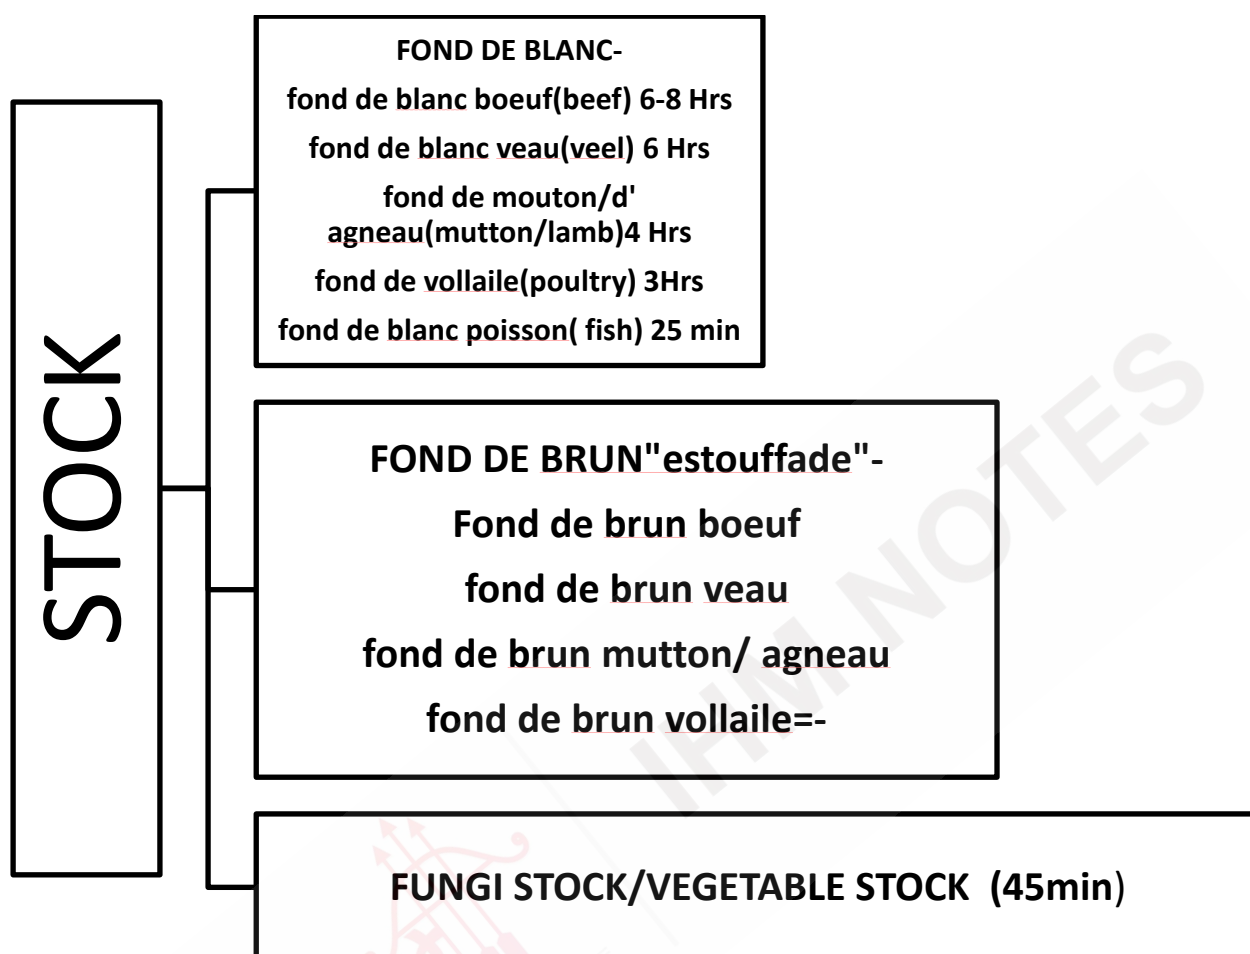 STOCK
FOND DE BLANC-
fond de blanc boeuf(beef) 6-8 Hrs
fond de blanc veau(veel) 6 Hrs
fond de mouton/d'
agneau(mutton/lamb)4 Hrs
fond de vollaile(poultry) 3Hrs
fond de blanc poisson( fish) 25 min
FOND DE BRUN"estouffade"-
Fond de brun boeuf
fond de brun veau
fond de brun mutton/ agneau
fond de brun vollaile=-
FUNGI STOCK/VEGETABLE STOCK  (45min)
IHM NOTES